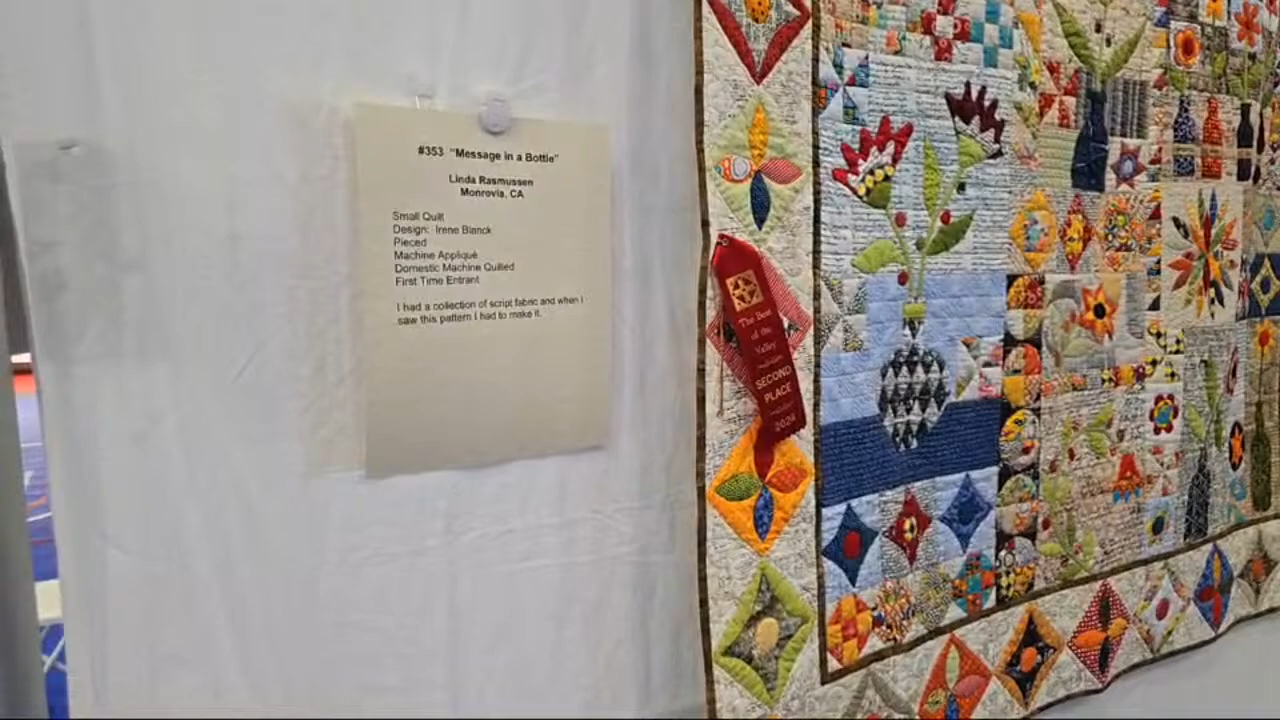 #353 "Message in a Bottle"
Linda Rasmussen
Monrovia, CA
Small Quilt
Design: Irene Blanck
Pieced
Machine Appliqué
Domestic Machine Quilted
First Time Entrant
I had a collection of script fabric and when I
saw this pattern I had to make it.
The Best
of the
Valley
SECOND
PLACE
2024